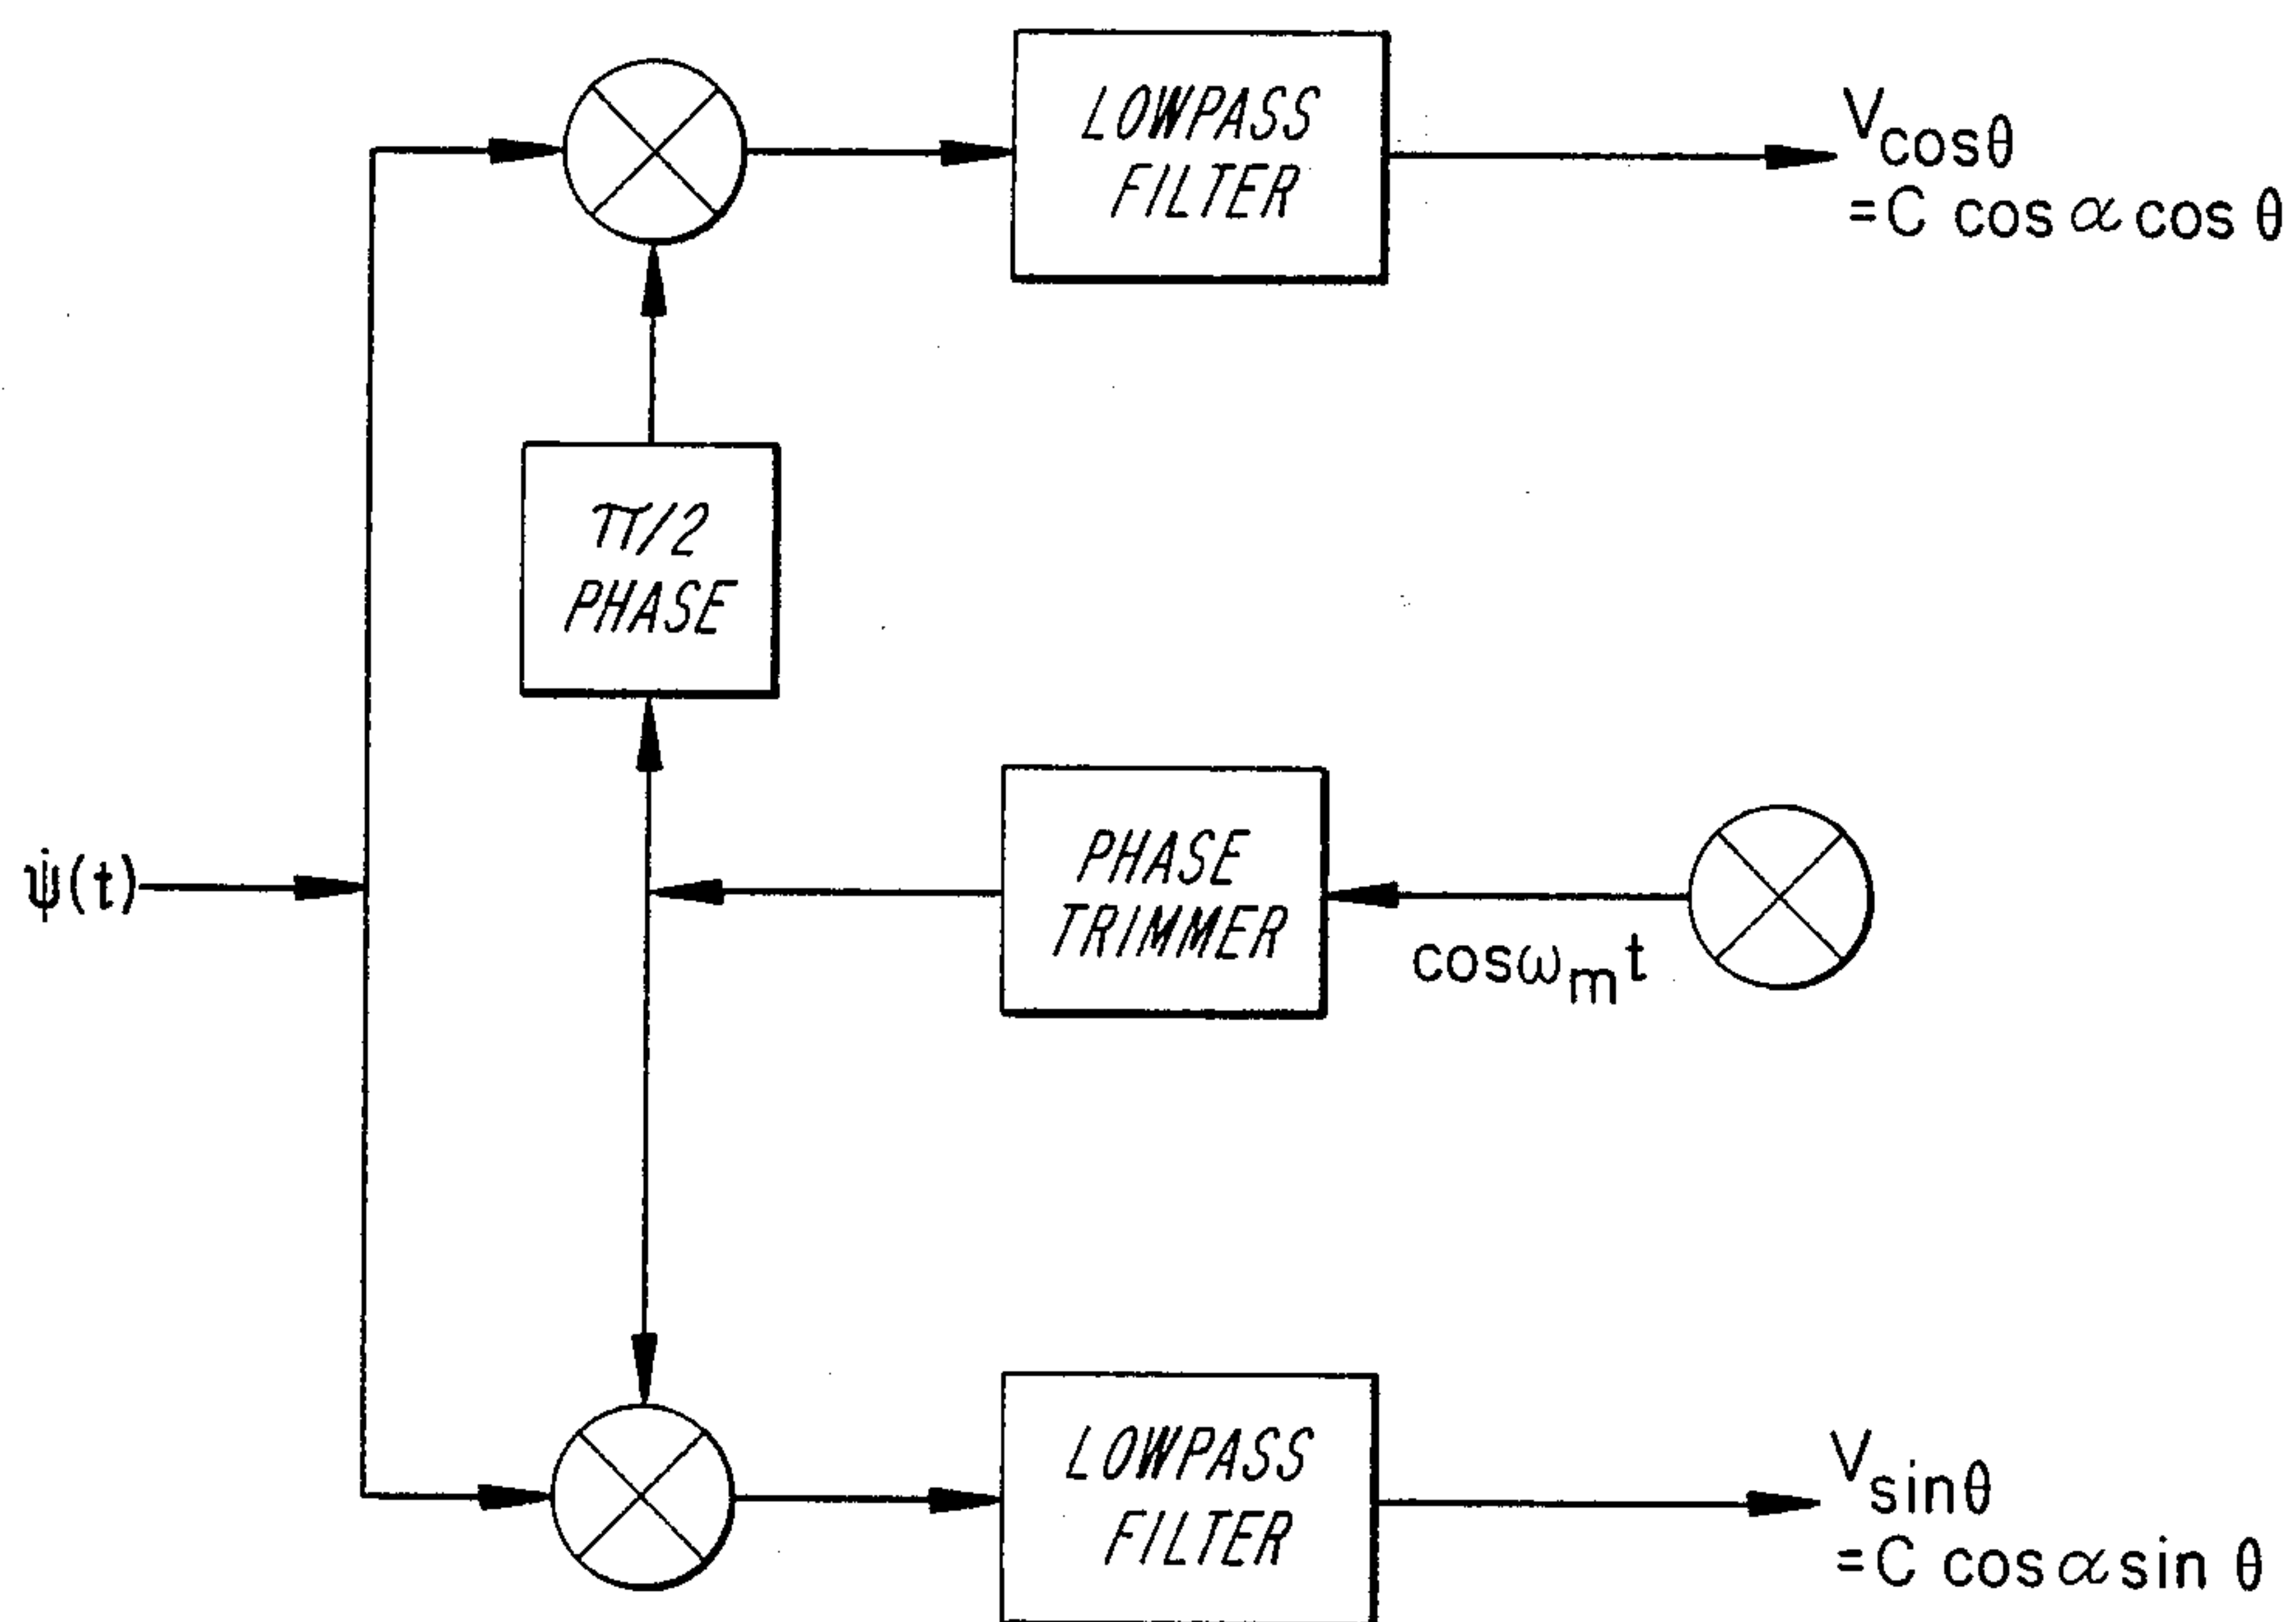 LOWPASS
FILTER
V_cosθ
=C cos α cos θ
π/2
PHASE
ψ̇(t)
PHASE
TRIMMER
cosω_m t
LOWPASS
FILTER
V_sinθ
=C cos α sin θ